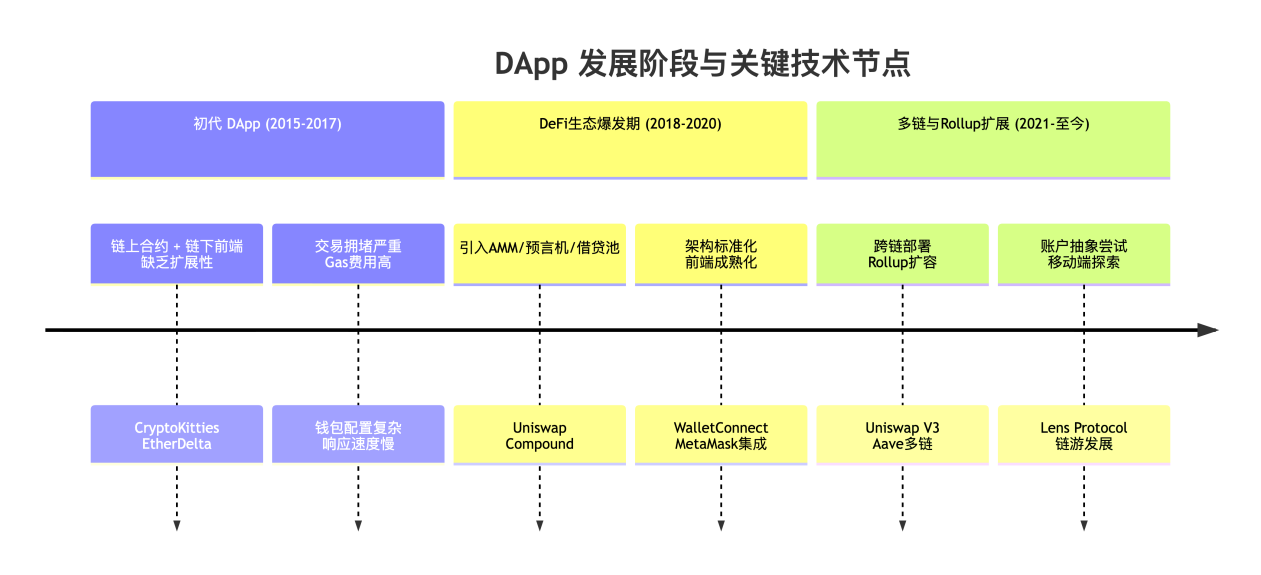 DApp 发展阶段与关键技术节点
初代 DApp (2015-2017)
DeFi生态爆发期 (2018-2020)
多链与Rollup扩展 (2021-至今)
链上合约 + 链下前端
缺乏扩展性
交易拥堵严重
Gas费用高
引入AMM/预言机/借贷池
架构标准化
前端成熟化
跨链部署
Rollup扩容
账户抽象尝试
移动端探索
CryptoKitties
EtherDelta
钱包配置复杂
响应速度慢
Uniswap
Compound
WalletConnect
MetaMask集成
Uniswap V3
Aave多链
Lens Protocol
链游发展